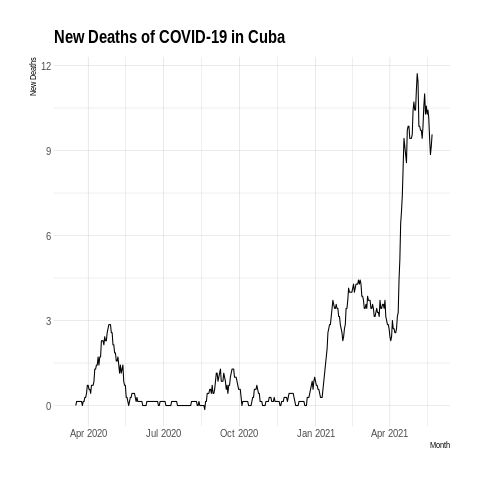 New Deaths of COVID-19 in Cuba
New Deaths
12
9
6
3
0
Apr 2020 Jul 2020 Oct 2020 Jan 2021 Apr 2021
Month